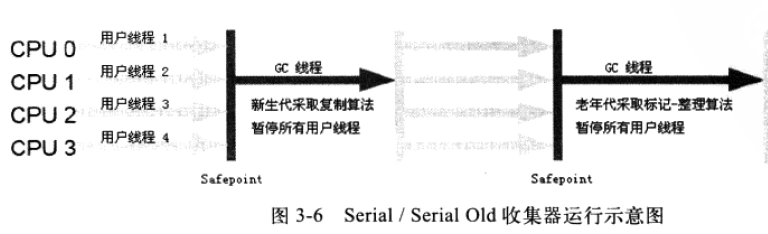 CPU 0 用户线程 1
CPU 1 用户线程 2
CPU 2 用户线程 3
CPU 3 用户线程 4
GC 线程
新生代采取复制算法
暂停所有用户线程
Safepoint
GC 线程
老年代采取标记-整理算法
暂停所有用户线程
Safepoint
图 3-6 Serial / Serial Old 收集器运行示意图